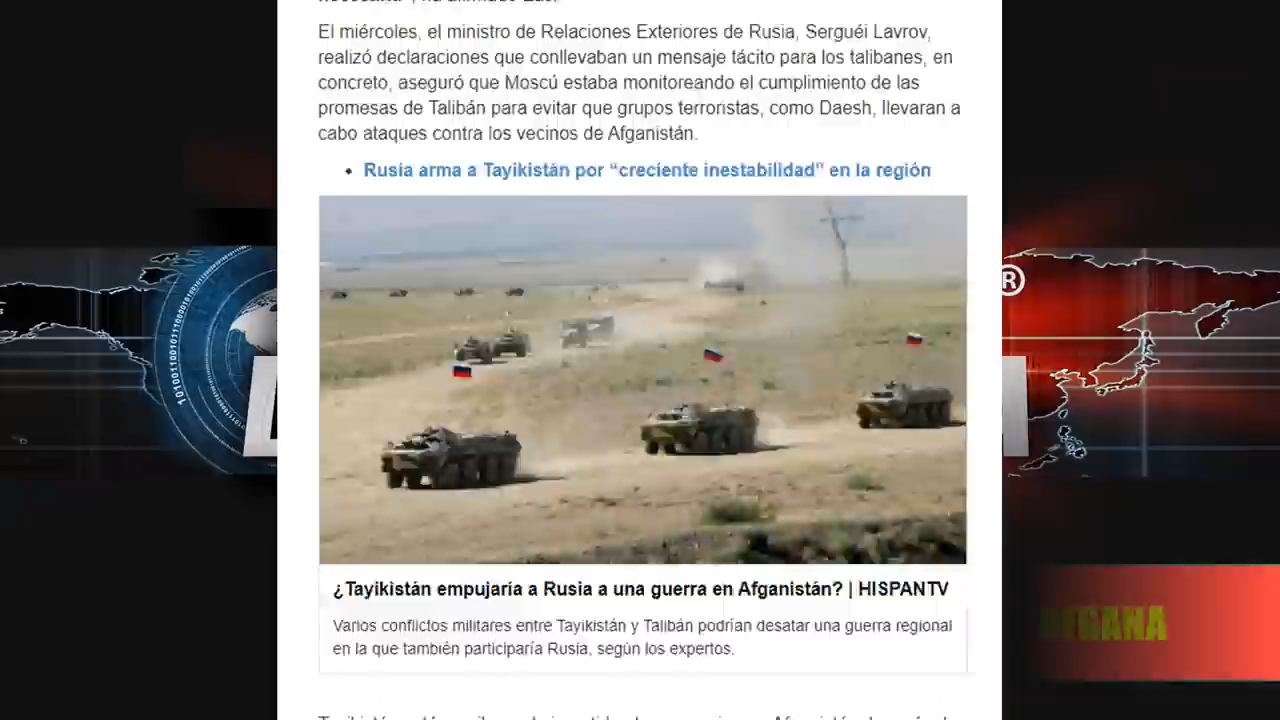 El miércoles, el ministro de Relaciones Exteriores de Rusia, Serguéi Lavrov,
realizó declaraciones que conllevaban un mensaje tácito para los talibanes, en
concreto, aseguró que Moscú estaba monitoreando el cumplimiento de las
promesas de Talibán para evitar que grupos terroristas, como Daesh, llevaran a
cabo ataques contra los vecinos de Afganistán.
• Rusia arma a Tayikistán por “creciente inestabilidad” en la región
®
¿Tayikistán empujaría a Rusia a una guerra en Afganistán? | HISPANTV
AFGANA
Varios conflictos militares entre Tayikistán y Talibán podrían desatar una guerra regional
en la que también participaría Rusia, según los expertos.